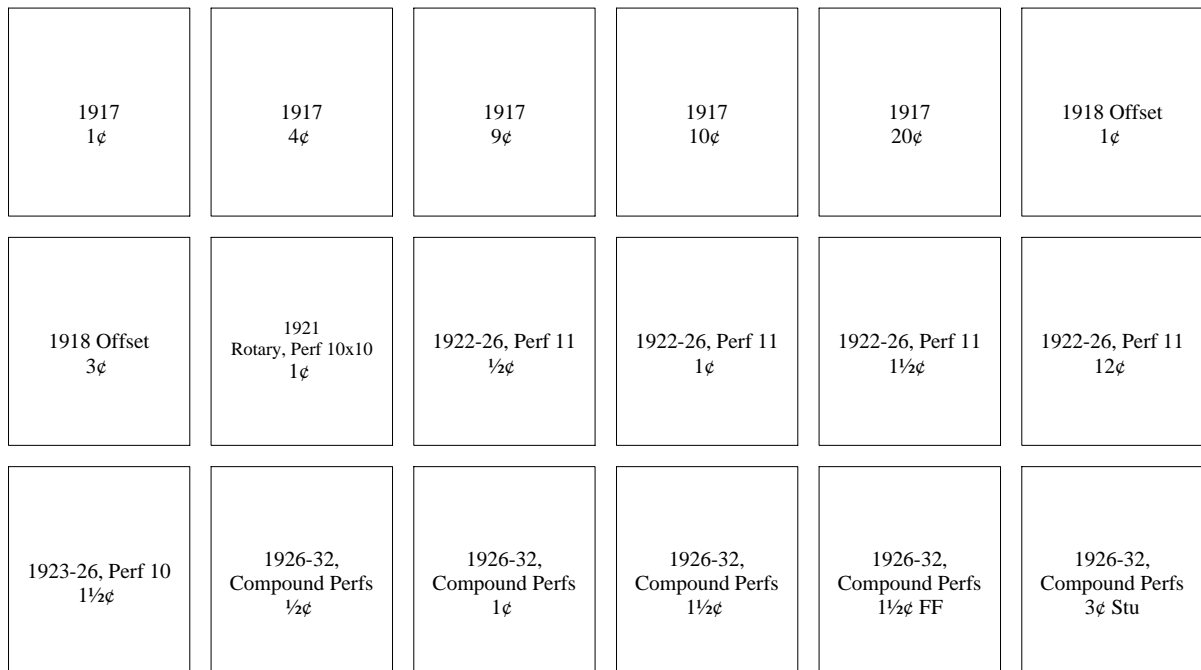 1917
1¢
1917
4¢
1917
9¢
1917
10¢
1917
20¢
1918 Offset
1¢
1918 Offset
3¢
1921
Rotary, Perf 10x10
1¢
1922-26, Perf 11
½¢
1922-26, Perf 11
1¢
1922-26, Perf 11
1½¢
1922-26, Perf 11
12¢
1923-26, Perf 10
1½¢
1926-32,
Compound Perfs
½¢
1926-32,
Compound Perfs
1¢
1926-32,
Compound Perfs
1½¢
1926-32,
Compound Perfs
1½¢ FF
1926-32,
Compound Perfs
3¢ Stu